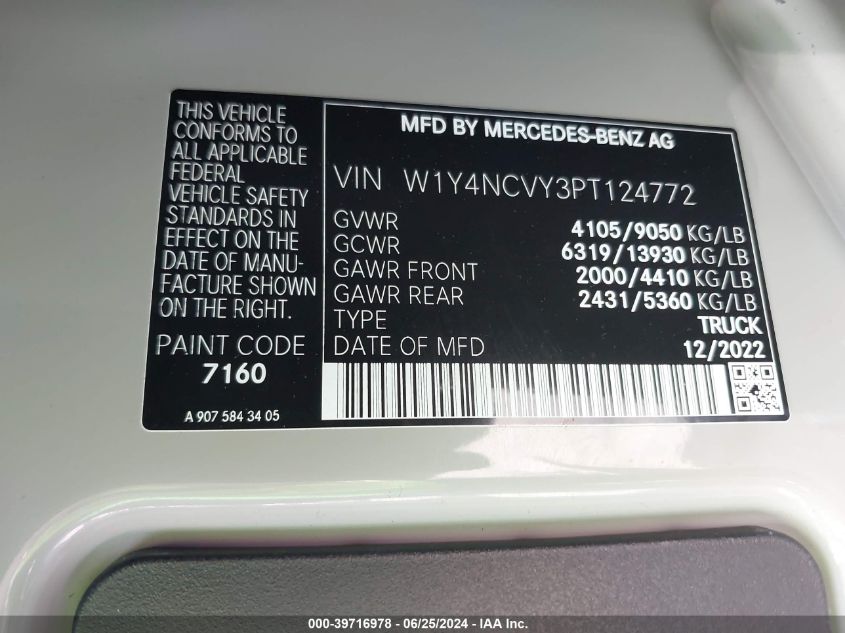 THIS VEHICLE
CONFORMS TO
ALL APPLICABLE
FEDERAL
VEHICLE SAFETY
STANDARDS IN
EFFECT ON THE
DATE OF MANU-
FACTURE SHOWN
ON THE RIGHT.
PAINT CODE
7160
A 907 584 34 05
MFD BY MERCEDES-BENZ AG
VIN W1Y4NCVY3PT124772
GVWR 4105/9050 KG/LB
GCWR 6319/13930 KG/LB
GAWR FRONT 2000/4410 KG/LB
GAWR REAR 2431/5360 KG/LB
TYPE TRUCK
DATE OF MFD 12/2022
000-39716978 - 06/25/2024 - IAA Inc.